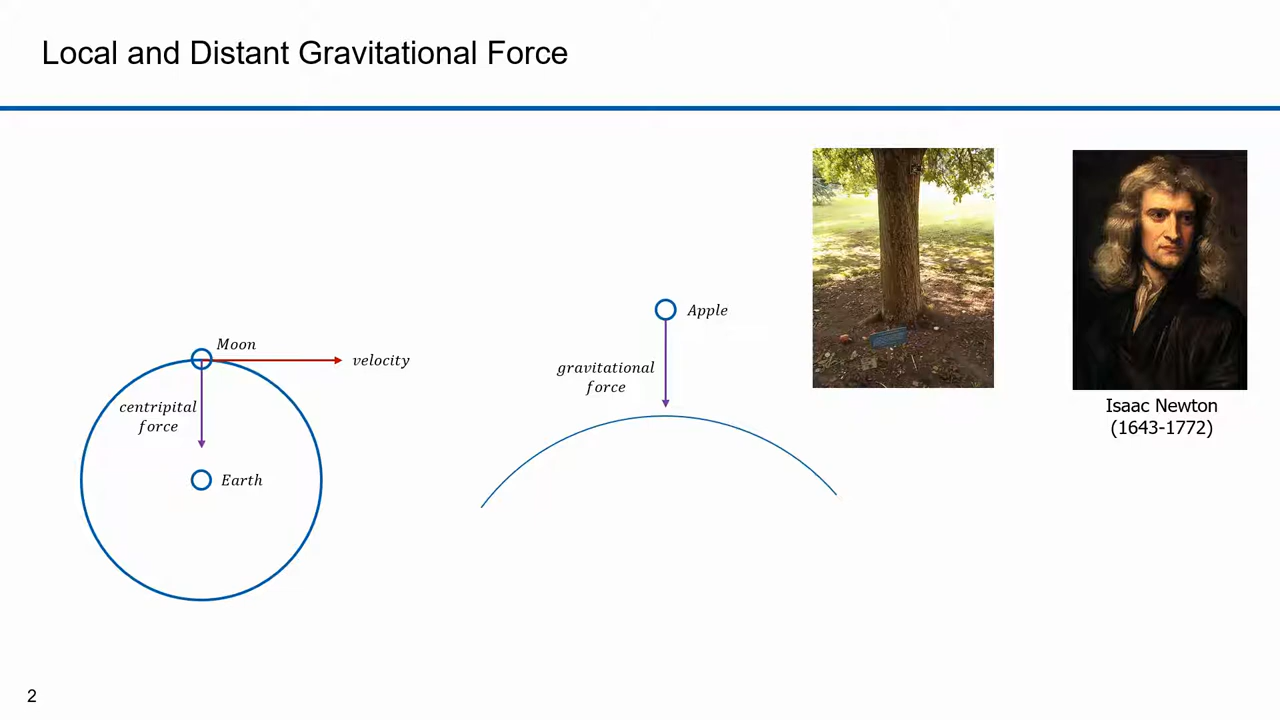 Local and Distant Gravitational Force
Moon
velocity
centripital
force
Earth
Apple
gravitational
force
Isaac Newton
(1643-1772)
2